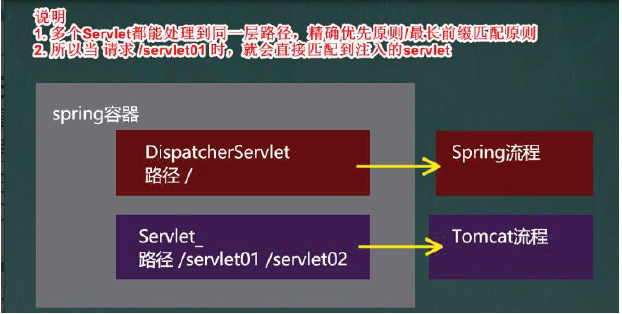 说明
1. 多个Servlet都能处理到同一层路径，精确优先原则/最长前缀匹配原则
2. 所以当 请求 /servlet01 时，就会直接匹配到注入的servlet
spring容器
DispatcherServlet
路径 /
Spring流程
Servlet_
路径 /servlet01 /servlet02
Tomcat流程